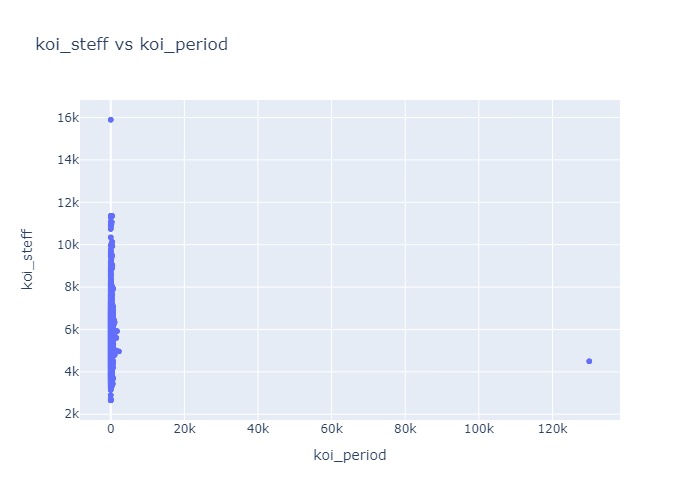 koi_steff vs koi_period
koi_steff
16k
14k
12k
10k
8k
6k
4k
2k
0 20k 40k 60k 80k 100k 120k
koi_period